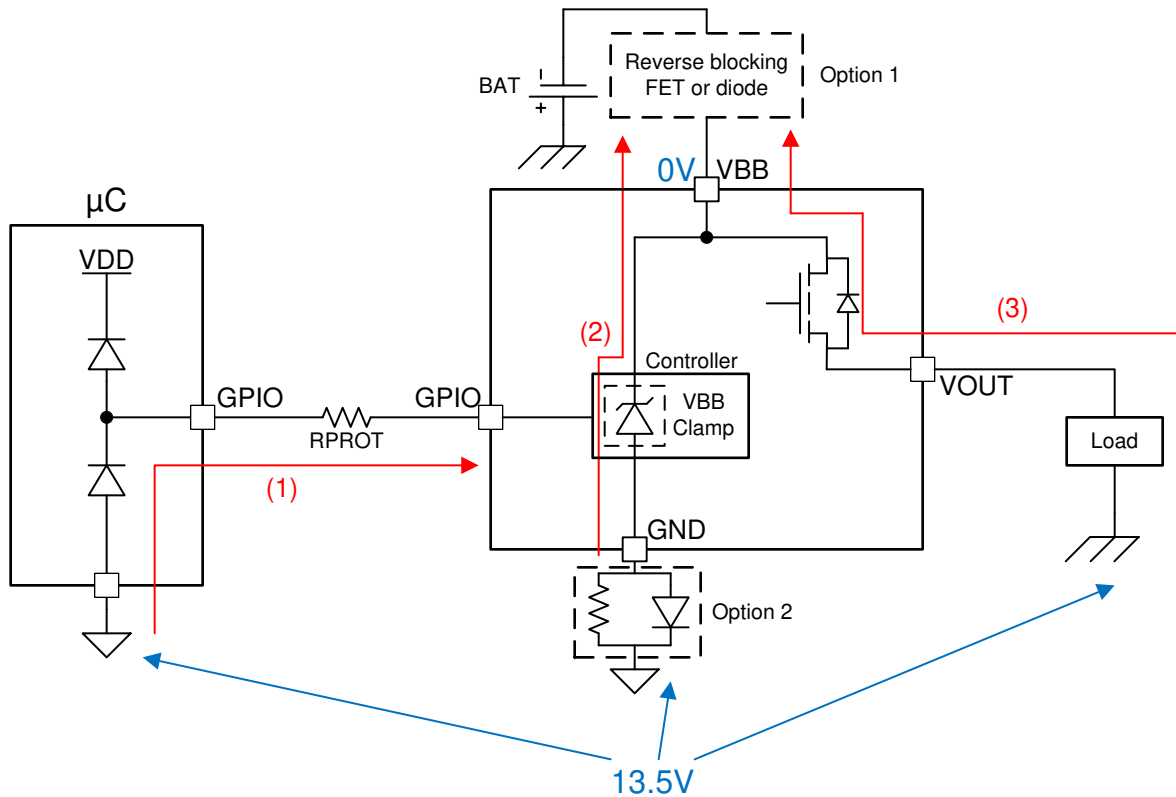 Reverse blocking
FET or diode
Option 1
BAT
-
+
0V
VBB
µC
VDD
(3)
(2)
Controller
VOUT
GPIO
GPIO
VBB
Clamp
RPROT
Load
(1)
GND
Option 2
13.5V